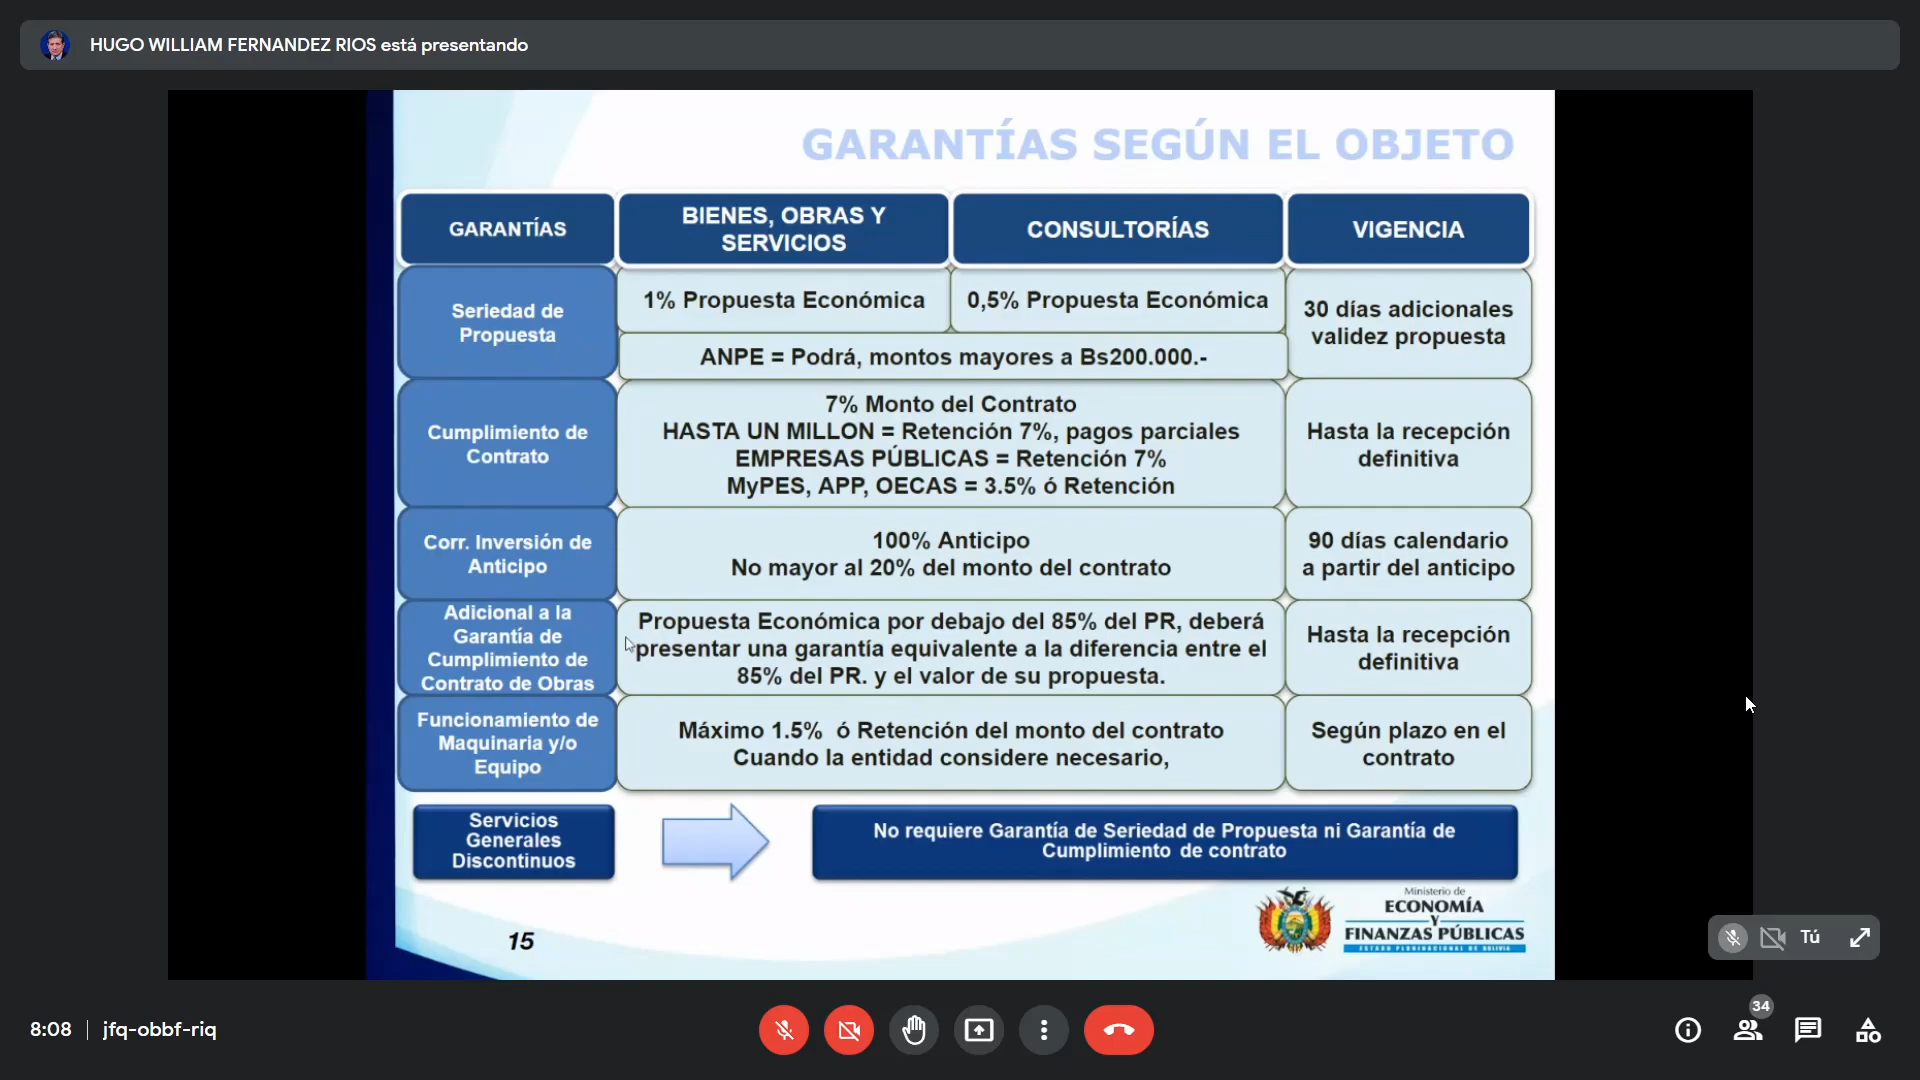 HUGO WILLIAM FERNANDEZ RIOS está presentando
GARANTÍAS SEGÚN EL OBJETO
GARANTÍAS
BIENES, OBRAS Y
SERVICIOS
CONSULTORÍAS
VIGENCIA
Seriedad de
Propuesta
1% Propuesta Económica
0,5% Propuesta Económica
ANPE = Podrá, montos mayores a Bs200.000.-
30 días adicionales
validez propuesta
Cumplimiento de
Contrato
7% Monto del Contrato
HASTA UN MILLON = Retención 7%, pagos parciales
EMPRESAS PÚBLICAS = Retención 7%
MyPES, APP, OECAS = 3.5% ó Retención
Hasta la recepción
definitiva
Corr. Inversión de
Anticipo
100% Anticipo
No mayor al 20% del monto del contrato
90 días calendario
a partir del anticipo
Adicional a la
Garantía de
Cumplimiento de
Contrato de Obras
Propuesta Económica por debajo del 85% del PR, deberá
presentar una garantía equivalente a la diferencia entre el
85% del PR. y el valor de su propuesta.
Hasta la recepción
definitiva
Funcionamiento de
Maquinaria y/o
Equipo
Máximo 1.5% ó Retención del monto del contrato
Cuando la entidad considere necesario,
Según plazo en el
contrato
Servicios
Generales
Discontinuos
No requiere Garantía de Seriedad de Propuesta ni Garantía de
Cumplimiento de contrato
15
Ministerio de
ECONOMÍA
Y
FINANZAS PÚBLICAS
ESTADO PLURINACIONAL DE BOLIVIA
Tú
8:08
jfq-obbf-riq
34